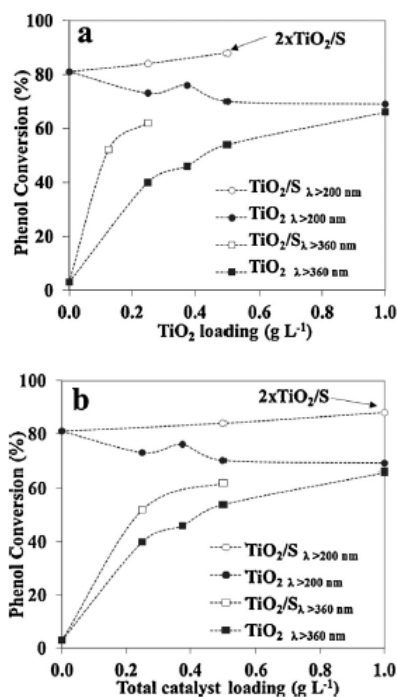 a
2xTiO₂/S
100
80
60
40
20
0
Phenol Conversion (%)
TiO₂/S λ>200 nm
TiO₂ λ>200 nm
TiO₂/S λ>360 nm
TiO₂ λ>360 nm
0.0 0.2 0.4 0.6 0.8 1.0
TiO₂ loading (g L⁻¹)
b
2xTiO₂/S
100
80
60
40
20
0
Phenol Conversion (%)
TiO₂/S λ>200 nm
TiO₂ λ>200 nm
TiO₂/S λ>360 nm
TiO₂ λ>360 nm
0.0 0.2 0.4 0.6 0.8 1.0
Total catalyst loading (g L⁻¹)